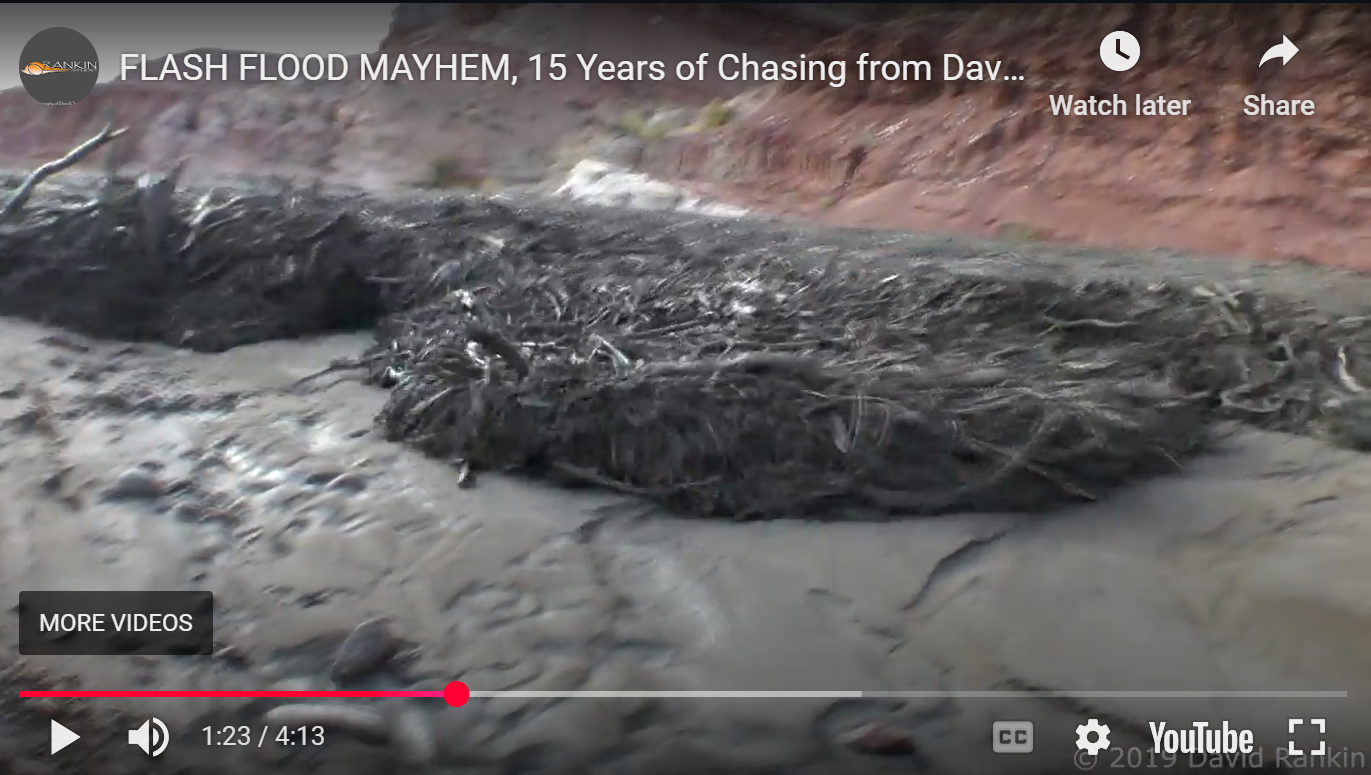 RANKIN
FLASH FLOOD MAYHEM, 15 Years of Chasing from Dav...
Watch later
Share
MORE VIDEOS
1:23 / 4:13
CC
YouTube
© 2019 David Rankin